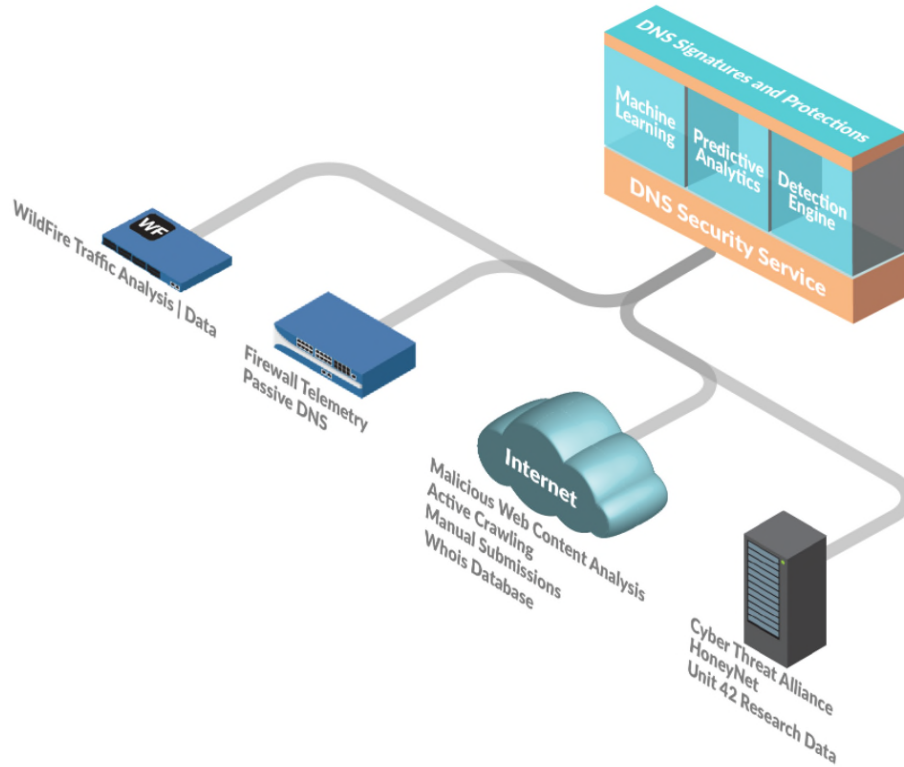 DNS Signatures and Protections
Machine
Learning
Predictive
Analytics
Detection
Engine
DNS Security Service
WF
WildFire Traffic Analysis | Data
Firewall Telemetry
Passive DNS
Internet
Malicious Web Content Analysis
Active Crawling
Manual Submissions
Whois Database
Cyber Threat Alliance
HoneyNet
Unit 42 Research Data